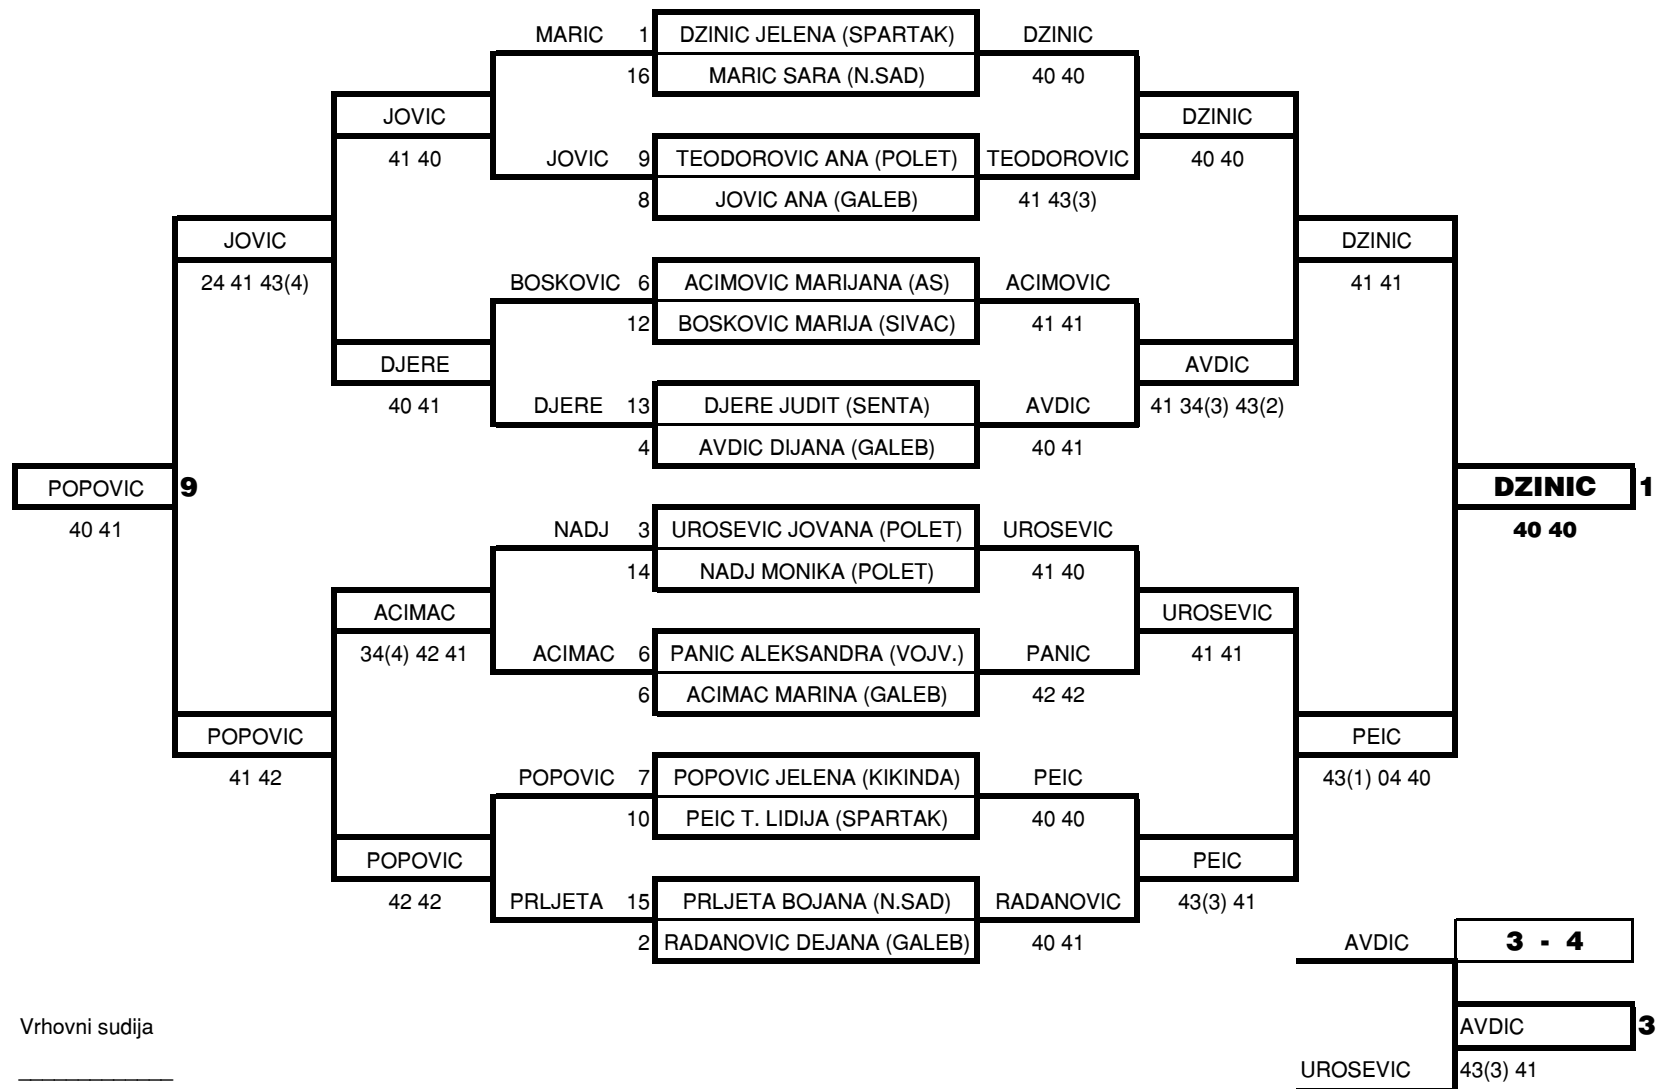 MARIC 1 DZINIC JELENA (SPARTAK) DZINIC
16 MARIC SARA (N.SAD) 40 40
JOVIC DZINIC
41 40 JOVIC 9 TEODOROVIC ANA (POLET) TEODOROVIC 40 40
8 JOVIC ANA (GALEB) 41 43(3)
JOVIC DZINIC
24 41 43(4) BOSKOVIC 6 ACIMOVIC MARIJANA (AS) ACIMOVIC 41 41
12 BOSKOVIC MARIJA (SIVAC) 41 41
DJERE AVDIC
40 41 DJERE 13 DJERE JUDIT (SENTA) AVDIC 41 34(3) 43(2)
4 AVDIC DIJANA (GALEB) 40 41
POPOVIC 9 DZINIC 1
40 41 NADJ 3 UROSEVIC JOVANA (POLET) UROSEVIC 40 40
14 NADJ MONIKA (POLET) 41 40
ACIMAC UROSEVIC
34(4) 42 41 ACIMAC 6 PANIC ALEKSANDRA (VOJV.) PANIC 41 41
6 ACIMAC MARINA (GALEB) 42 42
POPOVIC PEIC
41 42 POPOVIC 7 POPOVIC JELENA (KIKINDA) PEIC 43(1) 04 40
10 PEIC T. LIDIJA (SPARTAK) 40 40
POPOVIC PEIC
42 42 PRLJETA 15 PRLJETA BOJANA (N.SAD) RADANOVIC 43(3) 41
2 RADANOVIC DEJANA (GALEB) 40 41 AVDIC 3 - 4
Vrhovni sudija AVDIC 3
UROSEVIC 43(3) 41